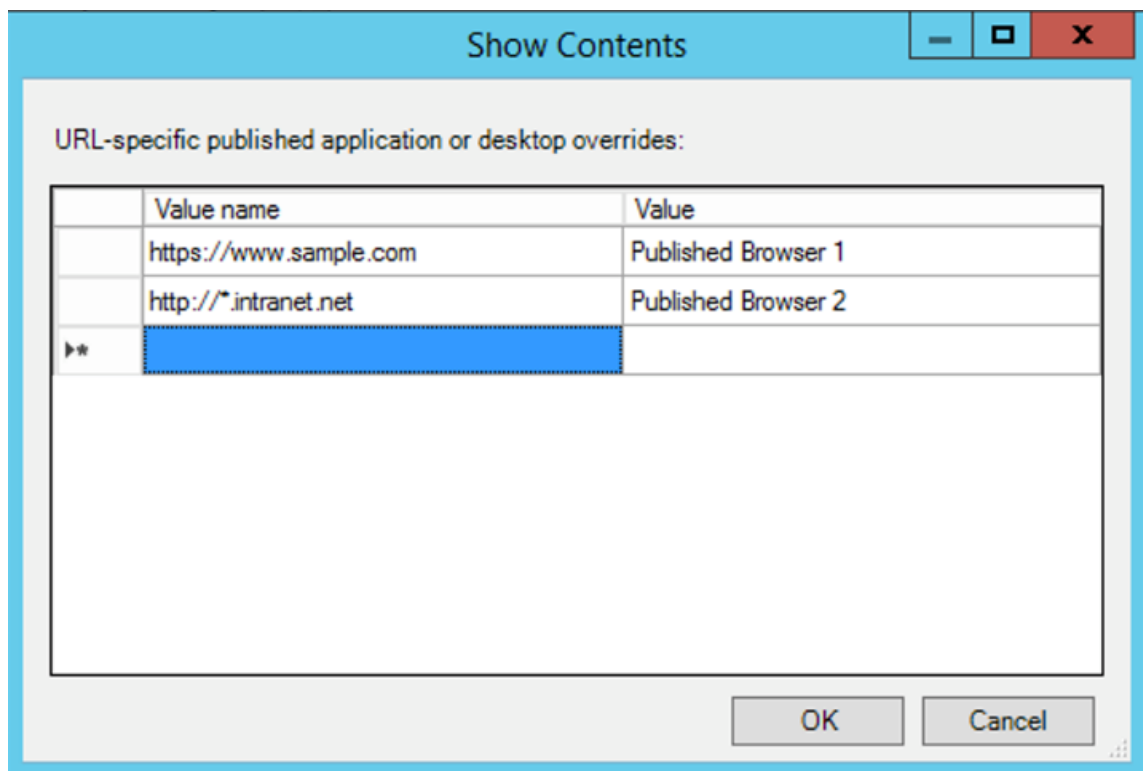 Show Contents
URL-specific published application or desktop overrides:
Value name Value
https://www.sample.com Published Browser 1
http://*.intranet.net Published Browser 2
OK Cancel